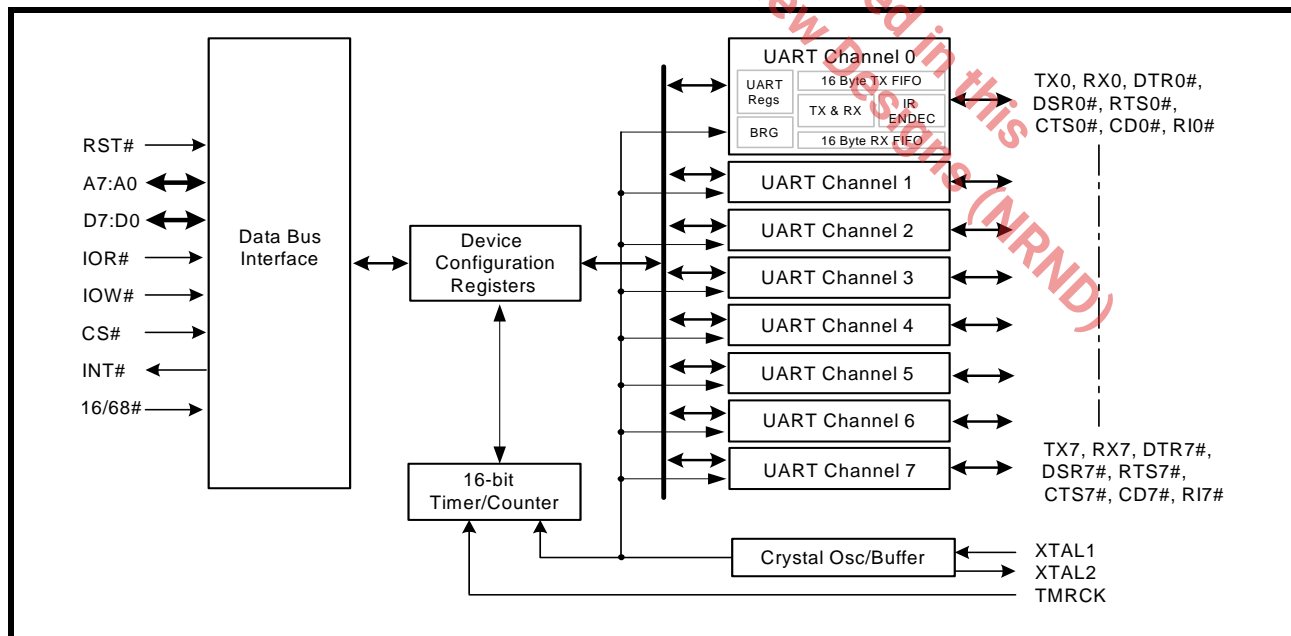 RST#
A7:A0
D7:D0
IOR#
IOW#
CS#
INT#
16/68#
Data Bus
Interface
Device
Configuration
Registers
16-bit
Timer/Counter
UART Channel 0
UART
Regs
BRG
16 Byte TX FIFO
TX & RX
IR
ENDEC
16 Byte RX FIFO
UART Channel 1
UART Channel 2
UART Channel 3
UART Channel 4
UART Channel 5
UART Channel 6
UART Channel 7
Crystal Osc/Buffer
TX0, RX0, DTR0#,
DSR0#, RTS0#,
CTS0#, CD0#, RI0#
TX7, RX7, DTR7#,
DSR7#, RTS7#,
CTS7#, CD7#, RI7#
XTAL1
XTAL2
TMRCK
in this
Designs (NRND)